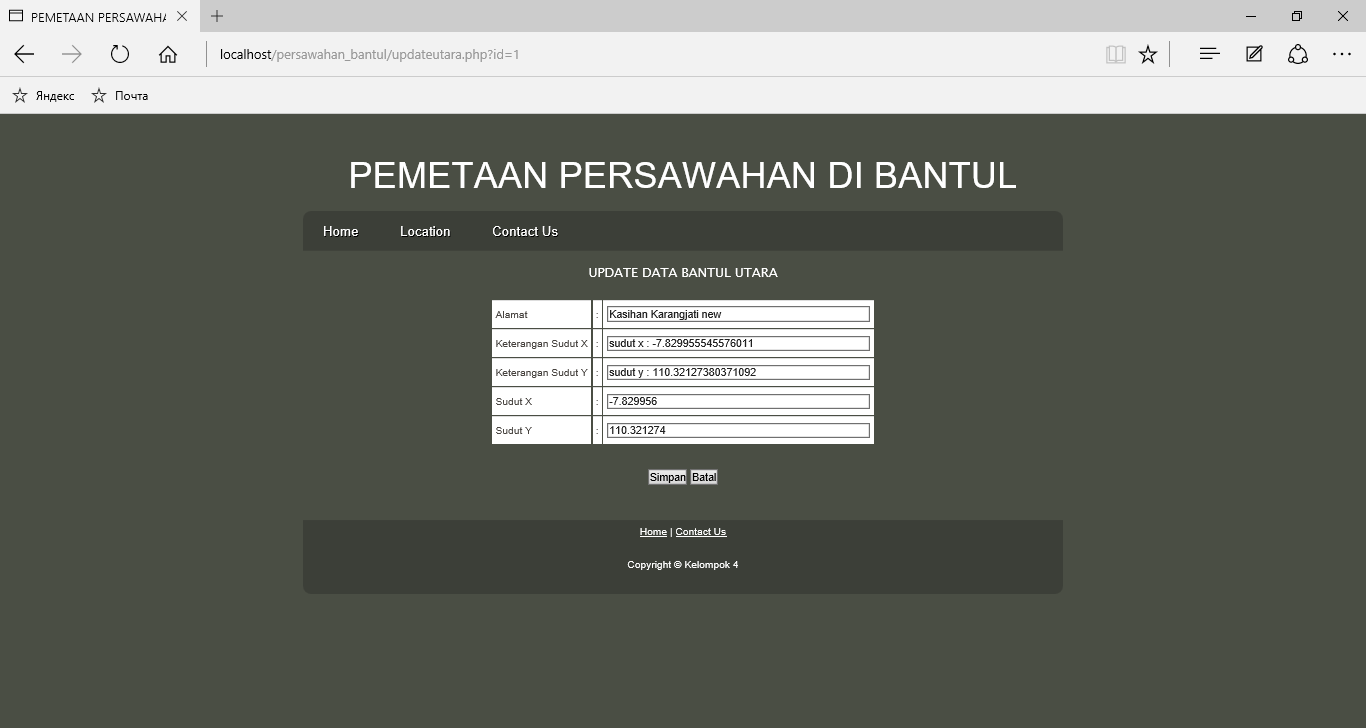 PEMETAAN PERSAWAHA
localhost/persawahan_bantul/updateutara.php?id=1
Яндекс Почта
PEMETAAN PERSAWAHAN DI BANTUL
Home Location Contact Us
UPDATE DATA BANTUL UTARA
Alamat : Kasihan Karangjati new
Keterangan Sudut X : sudut x : -7.829955545576011
Keterangan Sudut Y : sudut y : 110.32127380371092
Sudut X : -7.829956
Sudut Y : 110.321274
Simpan Batal
Home | Contact Us
Copyright © Kelompok 4